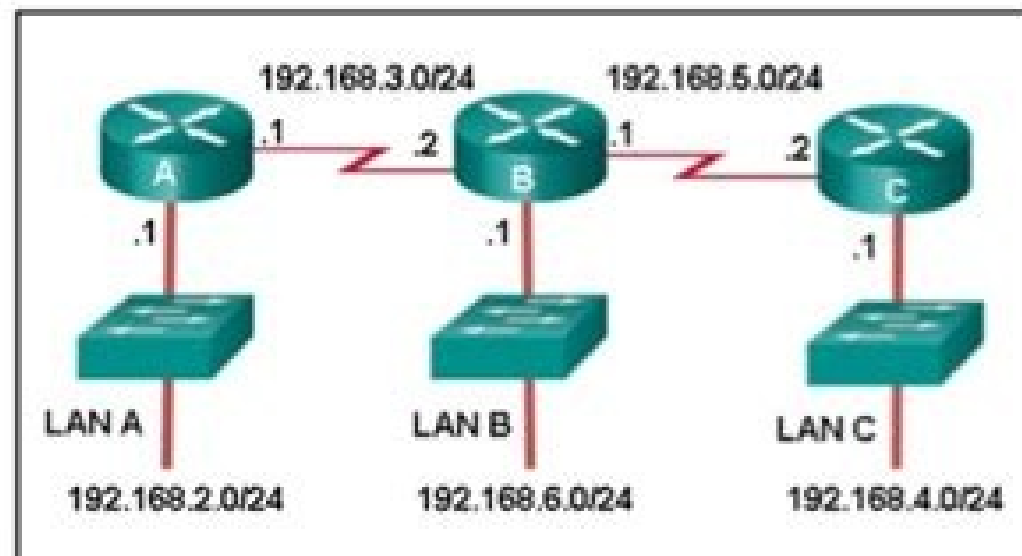 192.168.3.0/24 192.168.5.0/24
.1 .2 .1 .2
A B C
.1 .1 .1
LAN A LAN B LAN C
192.168.2.0/24 192.168.6.0/24 192.168.4.0/24